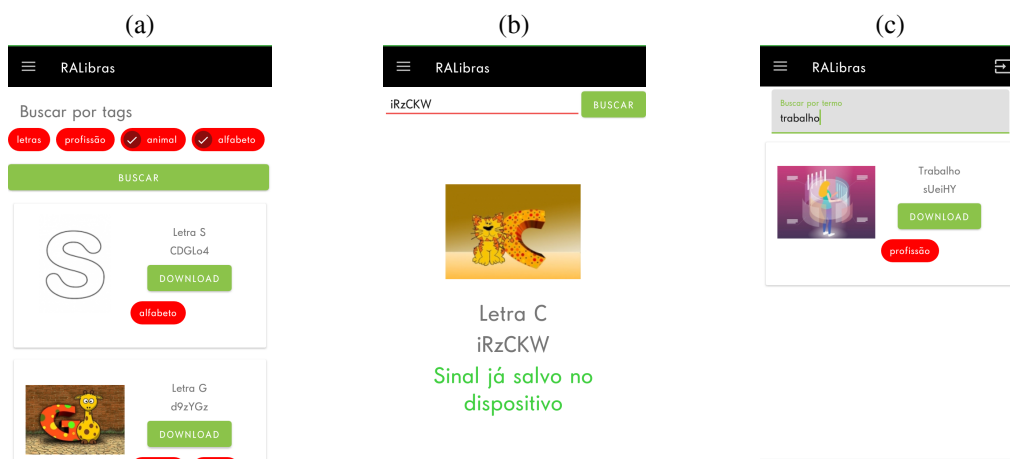 (a)
RALibras
Buscar por tags
letras profissão animal alfabeto
BUSCAR
Letra S
CDGLo4
DOWNLOAD
alfabeto
Letra G
d9zYGz
DOWNLOAD
(b)
RALibras
iRzCKW BUSCAR
Letra C
iRzCKW
Sinal já salvo no
dispositivo
(c)
RALibras
Buscar por termo
trabalho
Trabalho
sUeiHY
DOWNLOAD
profissão